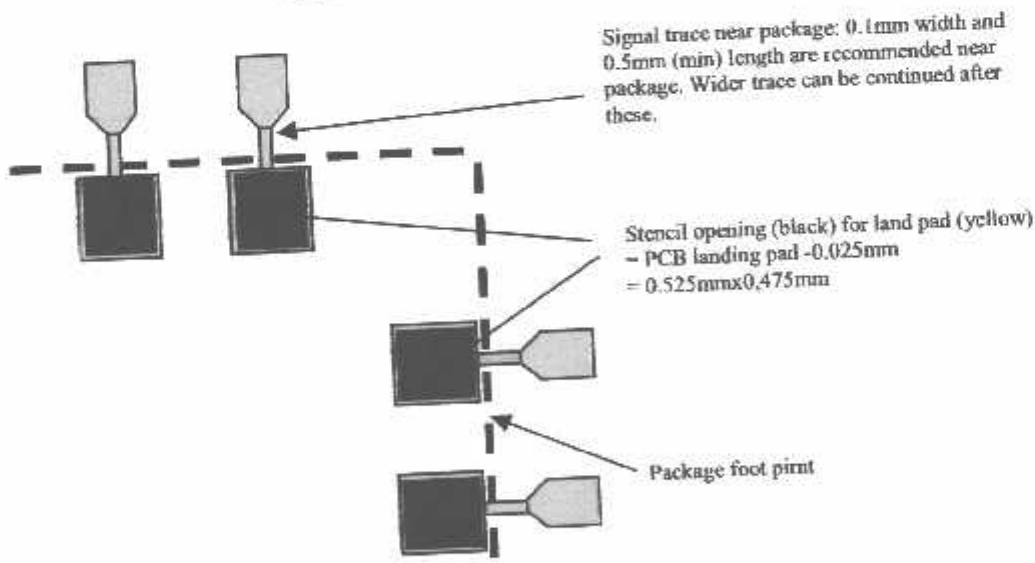 Signal trace near package: 0.1mm width and
0.5mm (min) length are recommended near
package. Wider trace can be continued after
these.
Stencil opening (black) for land pad (yellow)
= PCB landing pad -0.025mm
= 0.525mmx0,475mm
Package foot pirnt